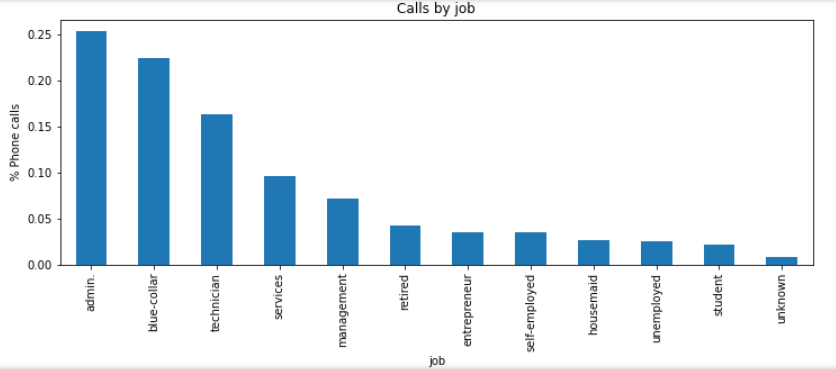 Calls by job
% Phone calls
0.25
0.20
0.15
0.10
0.05
0.00
admin.
blue-collar
technician
services
management
retired
entrepreneur
self-employed
housemaid
unemployed
student
unknown
job